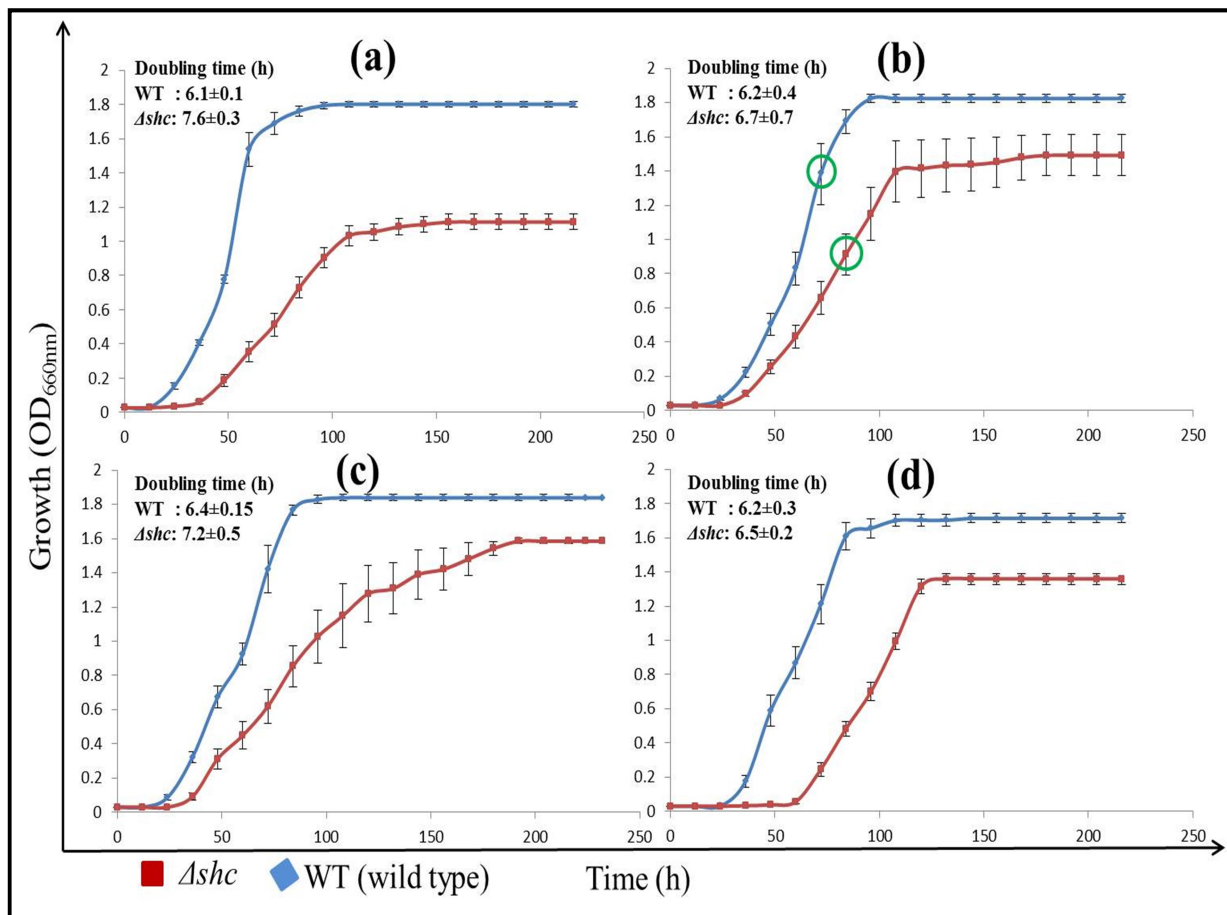 (a)
Doubling time (h)
WT : 6.1±0.1
Δshc: 7.6±0.3
2
1.8
1.6
1.4
1.2
1
0.8
0.6
0.4
0.2
0
0 50 100 150 200 250
(b)
Doubling time (h)
WT : 6.2±0.4
Δshc: 6.7±0.7
2
1.8
1.6
1.4
1.2
1
0.8
0.6
0.4
0.2
0
0 50 100 150 200 250
(c)
Doubling time (h)
WT : 6.4±0.15
Δshc: 7.2±0.5
2
1.8
1.6
1.4
1.2
1
0.8
0.6
0.4
0.2
0
0 50 100 150 200 250
(d)
Doubling time (h)
WT : 6.2±0.3
Δshc: 6.5±0.2
2
1.8
1.6
1.4
1.2
1
0.8
0.6
0.4
0.2
0
0 50 100 150 200 250
Growth (OD660nm)
Δshc WT (wild type) Time (h)